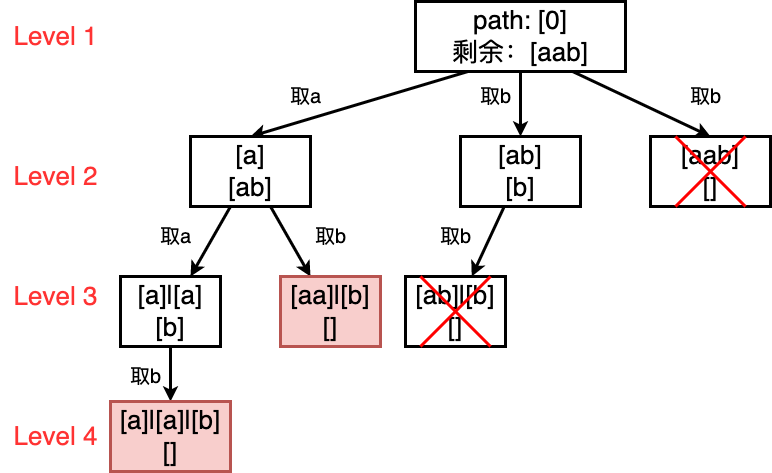 Level 1
path: [0]
剩余：[aab]
取a
取b
取b
Level 2
[a]
[ab]
[ab]
[b]
[aab]
[]
取a
取b
取b
Level 3
[a]|[a]
[b]
[aa]|[b]
[]
[ab]|[b]
[]
取b
Level 4
[a]|[a]|[b]
[]